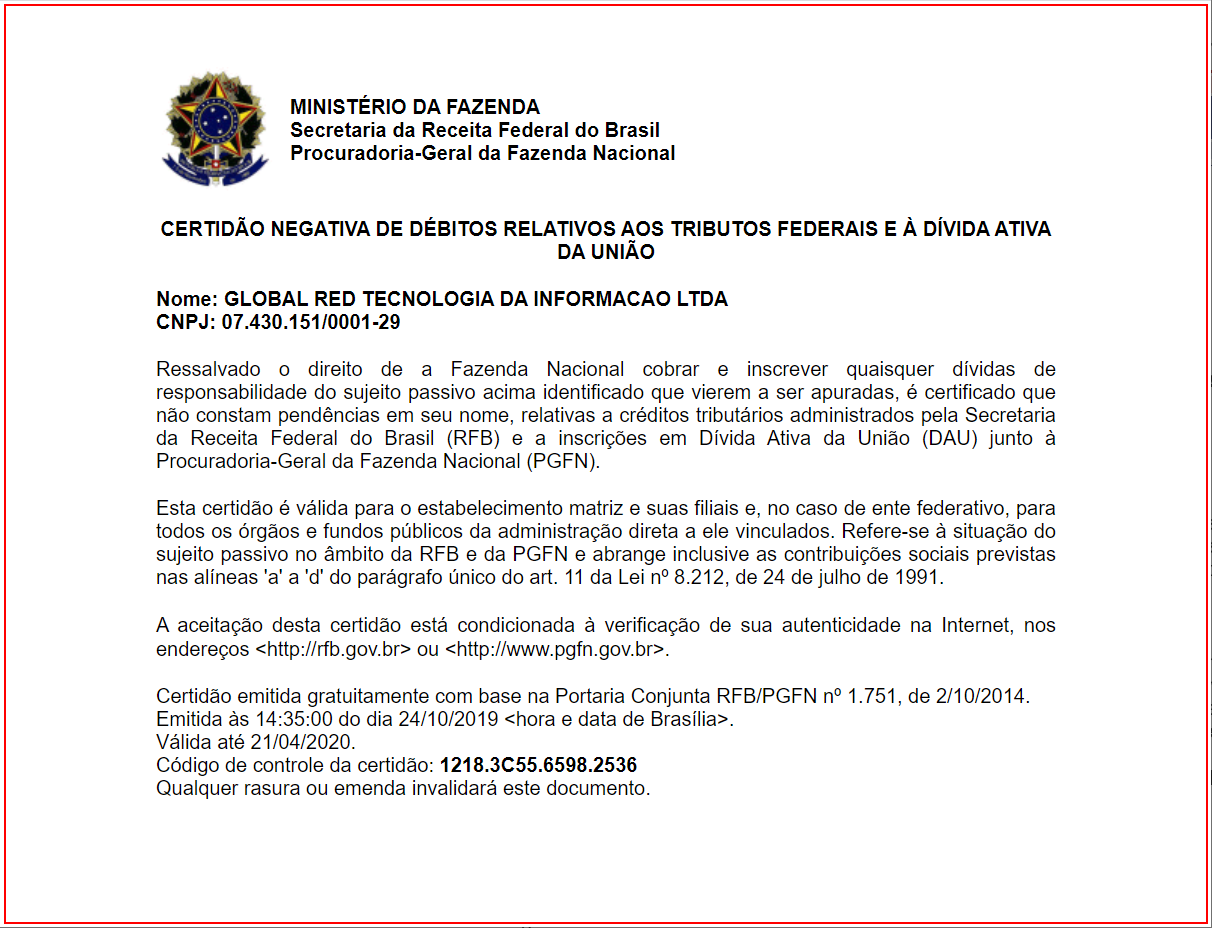 MINISTÉRIO DA FAZENDA
Secretaria da Receita Federal do Brasil
Procuradoria-Geral da Fazenda Nacional
CERTIDÃO NEGATIVA DE DÉBITOS RELATIVOS AOS TRIBUTOS FEDERAIS E À DÍVIDA ATIVA
DA UNIÃO
Nome: GLOBAL RED TECNOLOGIA DA INFORMACAO LTDA
CNPJ: 07.430.151/0001-29
Ressalvado o direito de a Fazenda Nacional cobrar e inscrever quaisquer dívidas de
responsabilidade do sujeito passivo acima identificado que vierem a ser apuradas, é certificado que
não constam pendências em seu nome, relativas a créditos tributários administrados pela Secretaria
da Receita Federal do Brasil (RFB) e a inscrições em Dívida Ativa da União (DAU) junto à
Procuradoria-Geral da Fazenda Nacional (PGFN).
Esta certidão é válida para o estabelecimento matriz e suas filiais e, no caso de ente federativo, para
todos os órgãos e fundos públicos da administração direta a ele vinculados. Refere-se à situação do
sujeito passivo no âmbito da RFB e da PGFN e abrange inclusive as contribuições sociais previstas
nas alíneas 'a' a 'd' do parágrafo único do art. 11 da Lei nº 8.212, de 24 de julho de 1991.
A aceitação desta certidão está condicionada à verificação de sua autenticidade na Internet, nos
endereços <http://rfb.gov.br> ou <http://www.pgfn.gov.br>.
Certidão emitida gratuitamente com base na Portaria Conjunta RFB/PGFN nº 1.751, de 2/10/2014.
Emitida às 14:35:00 do dia 24/10/2019 <hora e data de Brasília>.
Válida até 21/04/2020.
Código de controle da certidão: 1218.3C55.6598.2536
Qualquer rasura ou emenda invalidará este documento.